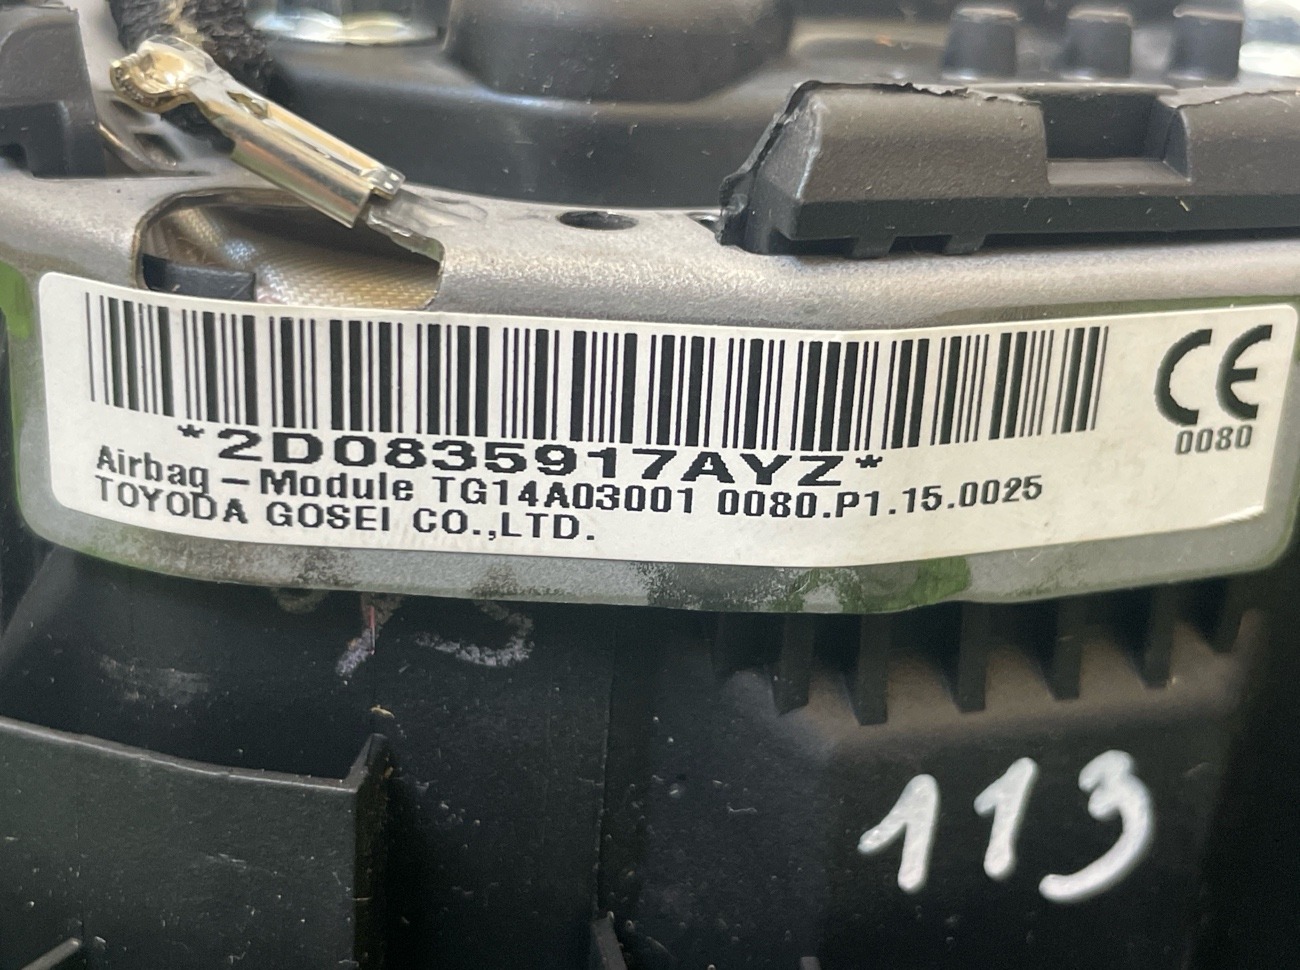 CE
0080
*2D0835917AYZ*
Airbag-Module TG14A03001 0080.P1.15.0025
TOYODA GOSEI CO.,LTD.
113